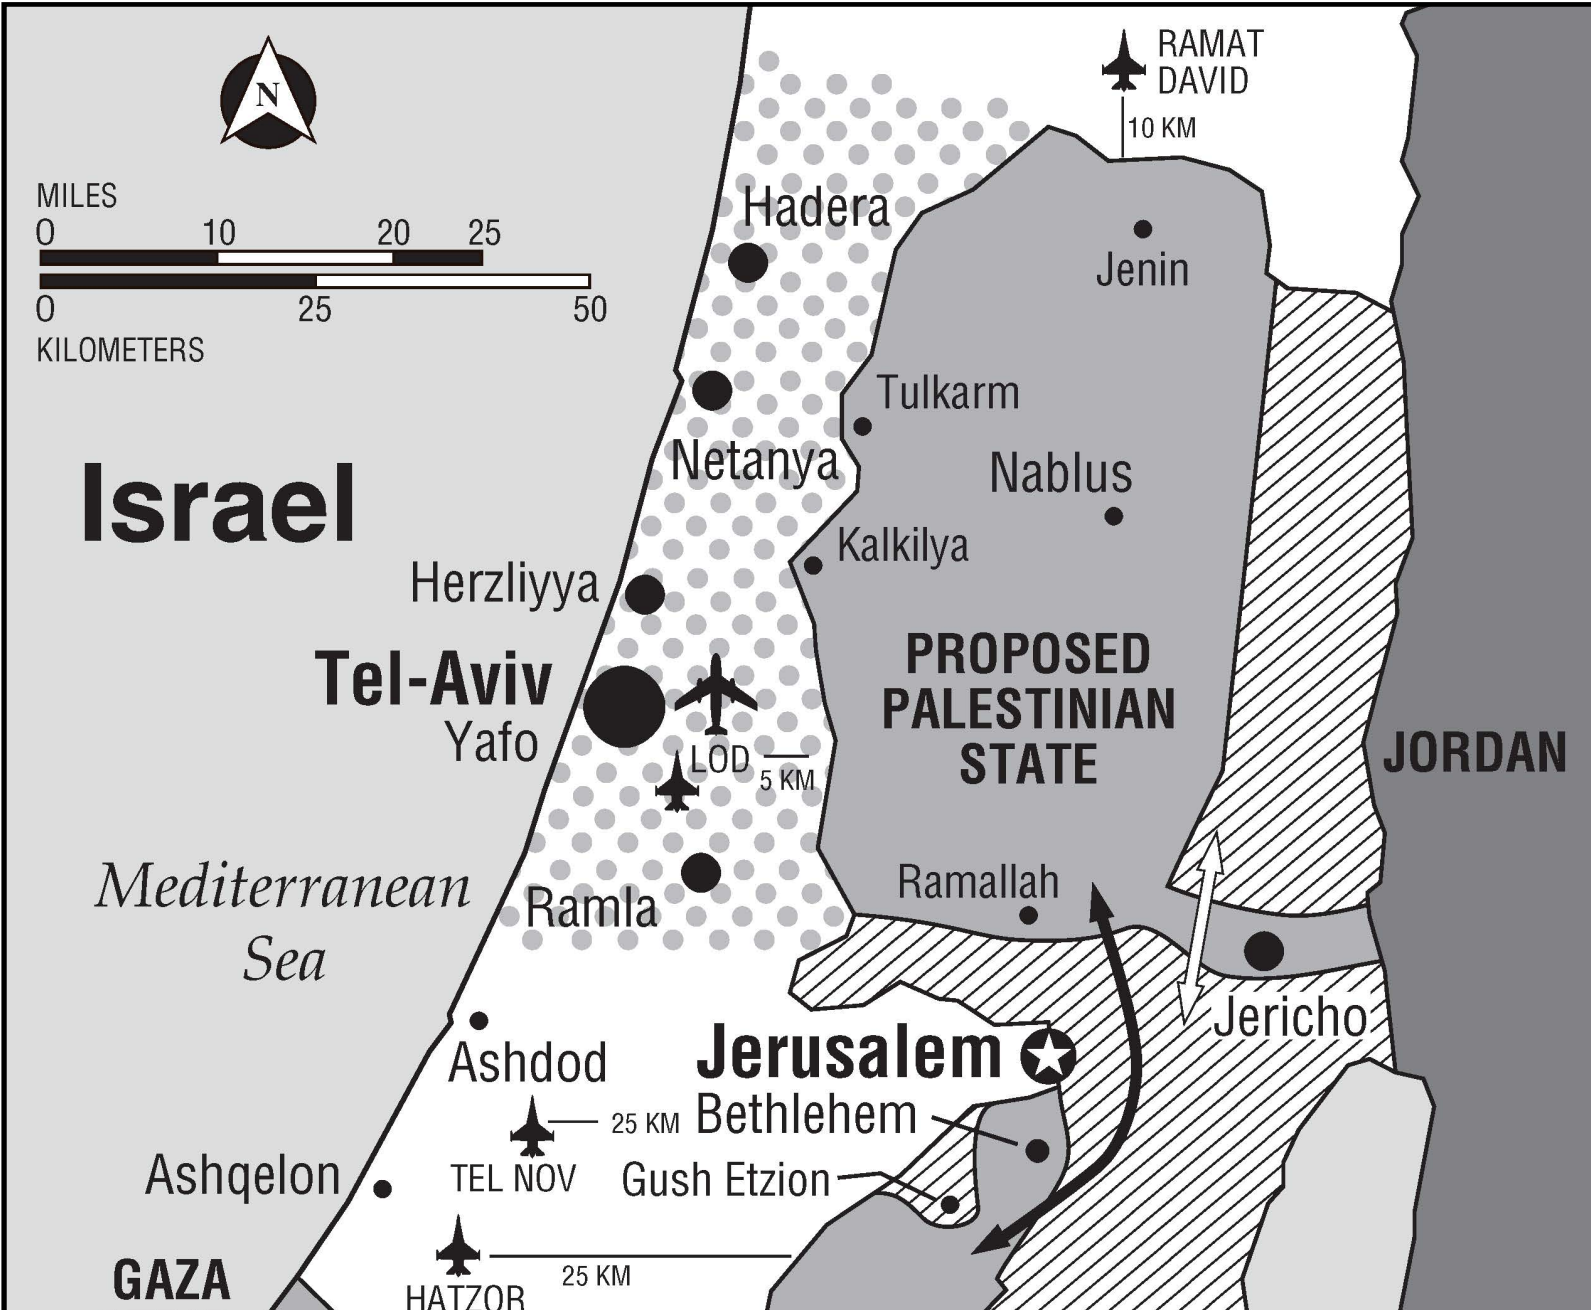 N
RAMAT
DAVID
10 KM
MILES
0 10 20 25
0 25 50
KILOMETERS
Hadera
Jenin
Tulkarm
Netanya
Nablus
Israel
Kalkilya
Herzliyya
PROPOSED
PALESTINIAN
STATE
Tel-Aviv
Yafo
LOD
5 KM
JORDAN
Mediterranean
Sea
Ramallah
Ramla
Jericho
Ashdod
Jerusalem
25 KM
Bethlehem
TEL NOV
Gush Etzion
Ashqelon
GAZA
25 KM
HATZOR